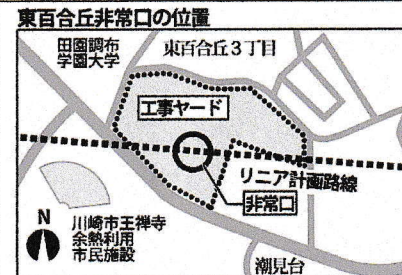 東百合丘非常口の位置
田園調布
学園大学
東百合丘3丁目
工事ヤード
リニア計画路線
非常口
N
川崎市王禅寺
余熱利用
市民施設
潮見台